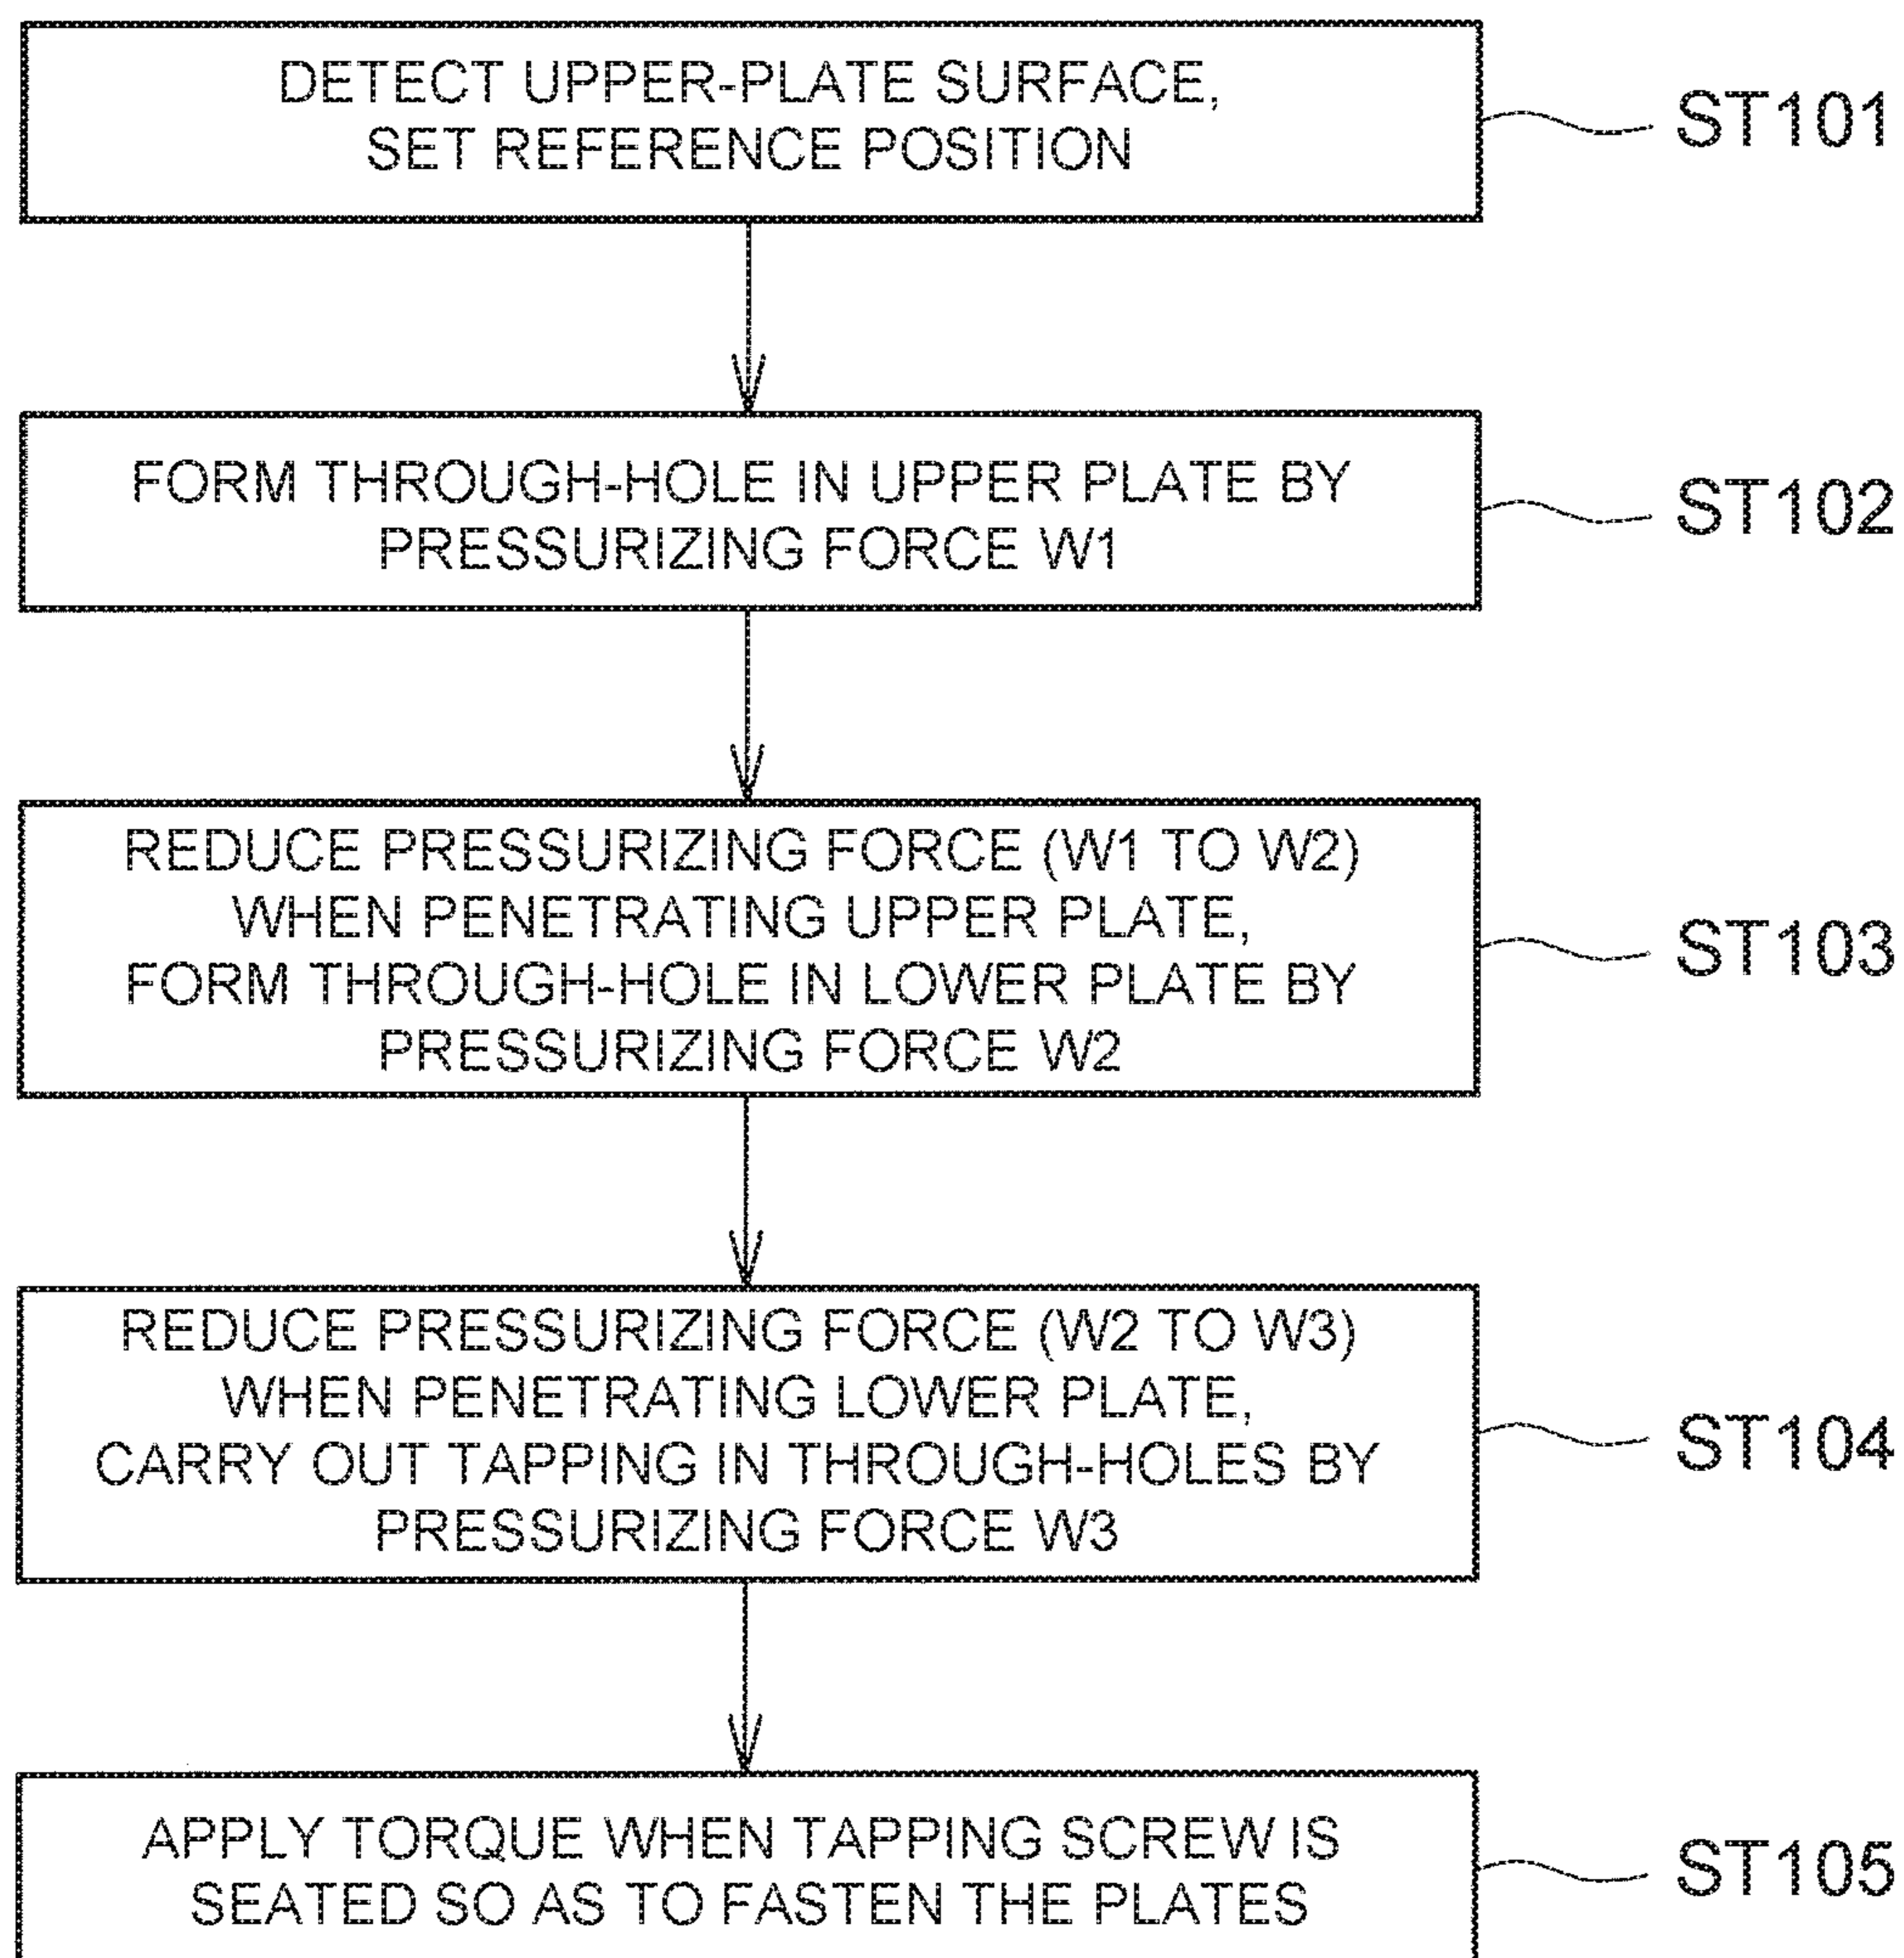 DETECT UPPER-PLATE SURFACE,
SET REFERENCE POSITION
ST101
FORM THROUGH-HOLE IN UPPER PLATE BY
PRESSURIZING FORCE W1
ST102
REDUCE PRESSURIZING FORCE (W1 TO W2)
WHEN PENETRATING UPPER PLATE,
FORM THROUGH-HOLE IN LOWER PLATE BY
PRESSURIZING FORCE W2
ST103
REDUCE PRESSURIZING FORCE (W2 TO W3)
WHEN PENETRATING LOWER PLATE,
CARRY OUT TAPPING IN THROUGH-HOLES BY
PRESSURIZING FORCE W3
ST104
APPLY TORQUE WHEN TAPPING SCREW IS
SEATED SO AS TO FASTEN THE PLATES
ST105